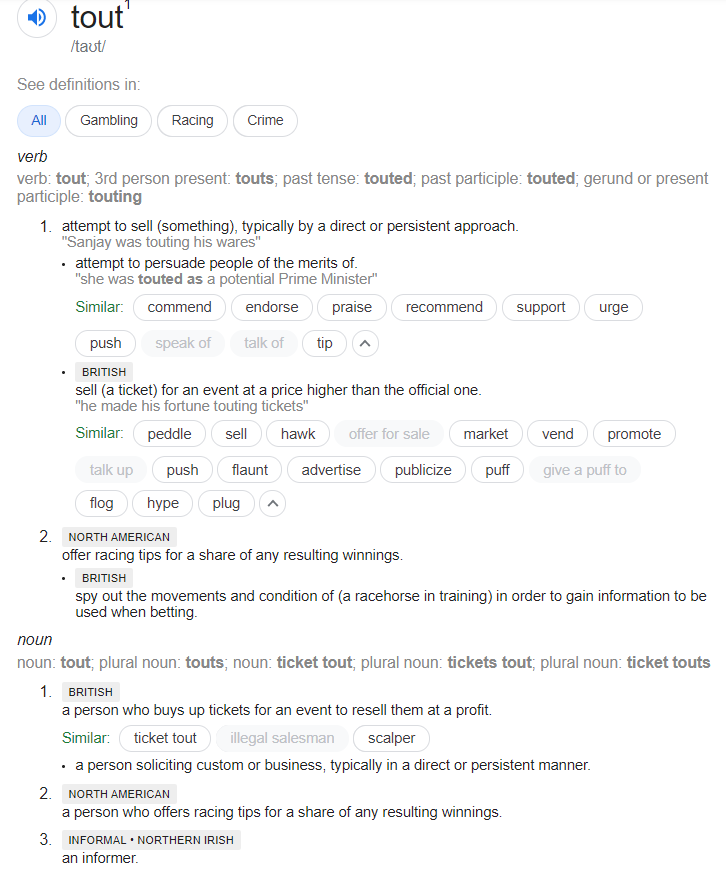 tout¹
/taʊt/
See definitions in:
All Gambling Racing Crime
verb
verb: tout; 3rd person present: touts; past tense: touted; past participle: touted; gerund or present
participle: touting
1. attempt to sell (something), typically by a direct or persistent approach.
"Sanjay was touting his wares"
• attempt to persuade people of the merits of.
"she was touted as a potential Prime Minister"
Similar: commend endorse praise recommend support urge
push speak of talk of tip
• BRITISH
sell (a ticket) for an event at a price higher than the official one.
"he made his fortune touting tickets"
Similar: peddle sell hawk offer for sale market vend promote
talk up push flaunt advertise publicize puff give a puff to
flog hype plug
2. NORTH AMERICAN
offer racing tips for a share of any resulting winnings.
• BRITISH
spy out the movements and condition of (a racehorse in training) in order to gain information to be
used when betting.
noun
noun: tout; plural noun: touts; noun: ticket tout; plural noun: tickets tout; plural noun: ticket touts
1. BRITISH
a person who buys up tickets for an event to resell them at a profit.
Similar: ticket tout illegal salesman scalper
• a person soliciting custom or business, typically in a direct or persistent manner.
2. NORTH AMERICAN
a person who offers racing tips for a share of any resulting winnings.
3. INFORMAL • NORTHERN IRISH
an informer.